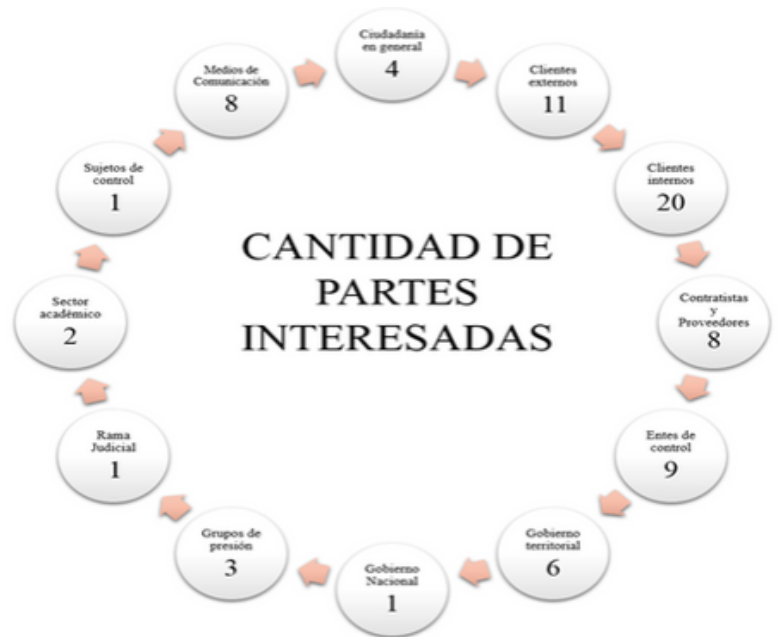 Ciudadanía
en general
4
Clientes
externos
11
Clientes
internos
20
Contratistas
y
Proveedores
8
Entes de
control
9
Gobierno
territorial
6
Gobierno
Nacional
1
Grupos de
presión
3
Rama
Judicial
1
Sector
académico
2
Sujetos de
control
1
Medios de
Comunicación
8
CANTIDAD DE
PARTES
INTERESADAS